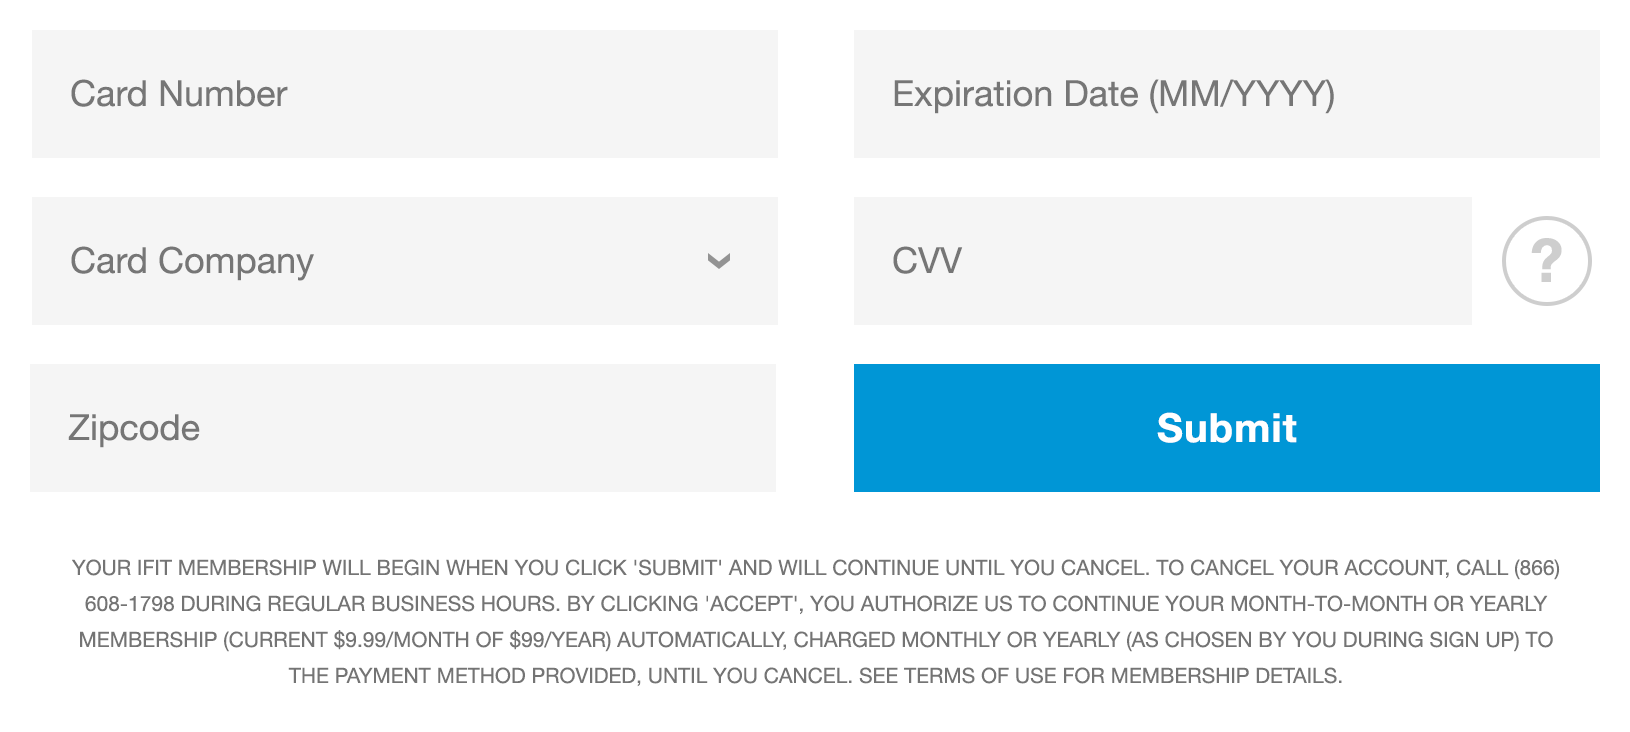 Card Number
Expiration Date (MM/YYYY)
Card Company
CVV
?
Zipcode
Submit
YOUR IFIT MEMBERSHIP WILL BEGIN WHEN YOU CLICK 'SUBMIT' AND WILL CONTINUE UNTIL YOU CANCEL. TO CANCEL YOUR ACCOUNT, CALL (866)
608-1798 DURING REGULAR BUSINESS HOURS. BY CLICKING 'ACCEPT', YOU AUTHORIZE US TO CONTINUE YOUR MONTH-TO-MONTH OR YEARLY
MEMBERSHIP (CURRENT $9.99/MONTH OF $99/YEAR) AUTOMATICALLY, CHARGED MONTHLY OR YEARLY (AS CHOSEN BY YOU DURING SIGN UP) TO
THE PAYMENT METHOD PROVIDED, UNTIL YOU CANCEL. SEE TERMS OF USE FOR MEMBERSHIP DETAILS.